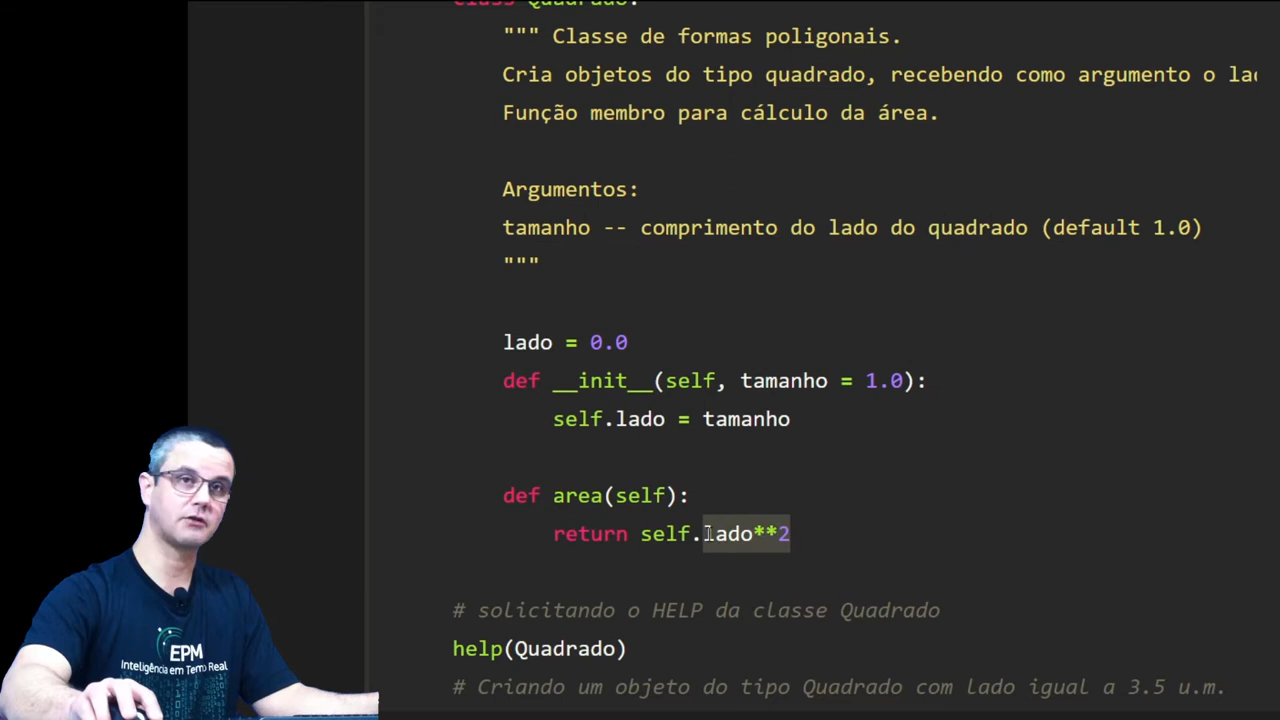 class Quadrado:
""" Classe de formas poligonais.
Cria objetos do tipo quadrado, recebendo como argumento o
Função membro para cálculo da área.
Argumentos:
tamanho -- comprimento do lado do quadrado (default 1.0)
"""
lado = 0.0
def __init__(self, tamanho = 1.0):
self.lado = tamanho
def area(self):
return self.lado**2
# solicitando o HELP da classe Quadrado
help(Quadrado)
# Criando um objeto do tipo Quadrado com lado igual a 3.5 u.m.
EPM
Inteligência em Tempo Real